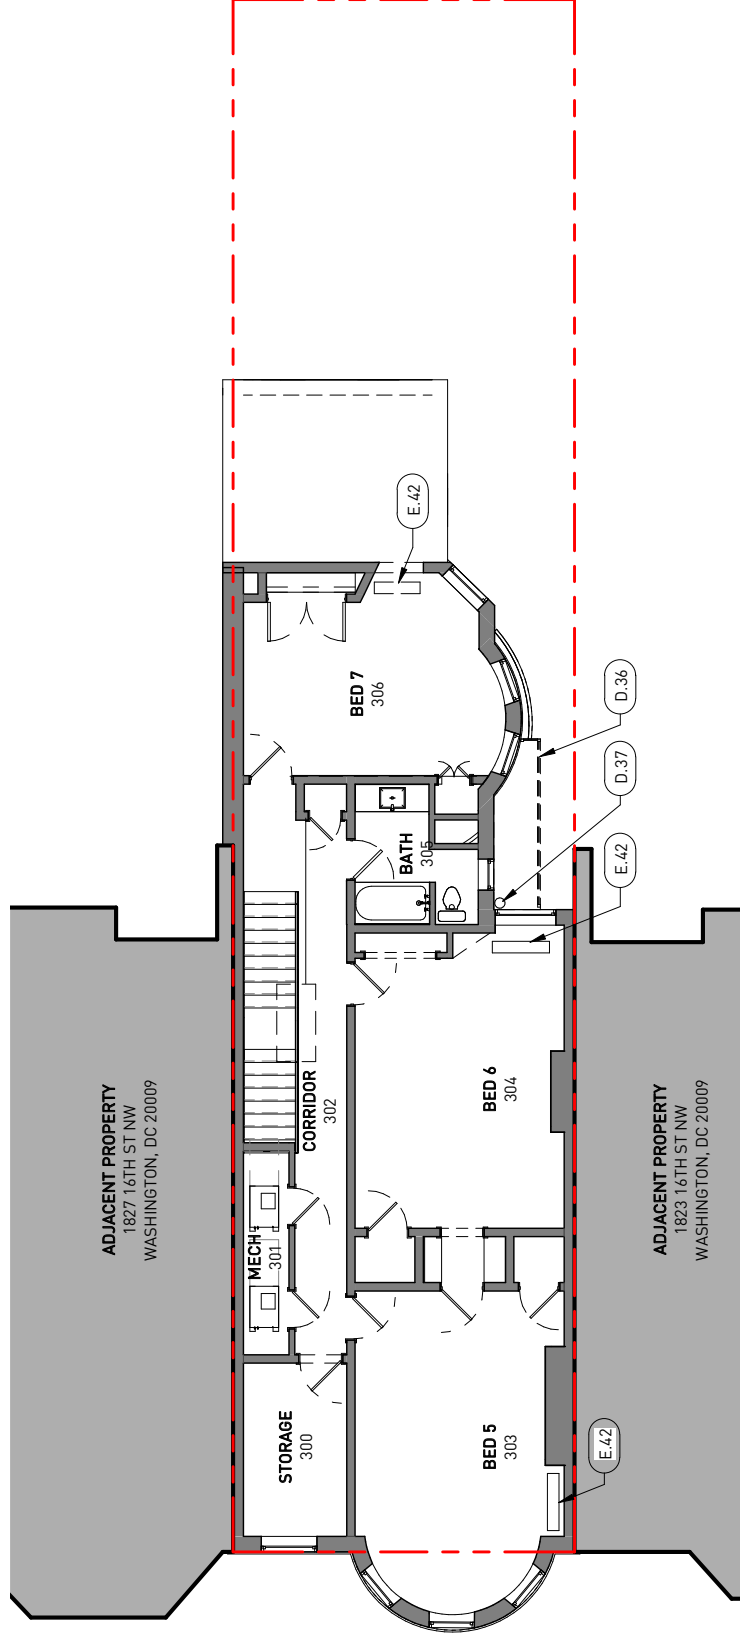 E.42
BED 7
306
D.36
D.37
E.42
BATH
305
CORRIDOR
302
BED 6
304
ADJACENT PROPERTY
1827 16TH ST NW
WASHINGTON, DC 20009
ADJACENT PROPERTY
1823 16TH ST NW
WASHINGTON, DC 20009
MECH
301
STORAGE
300
BED 5
303
E.42